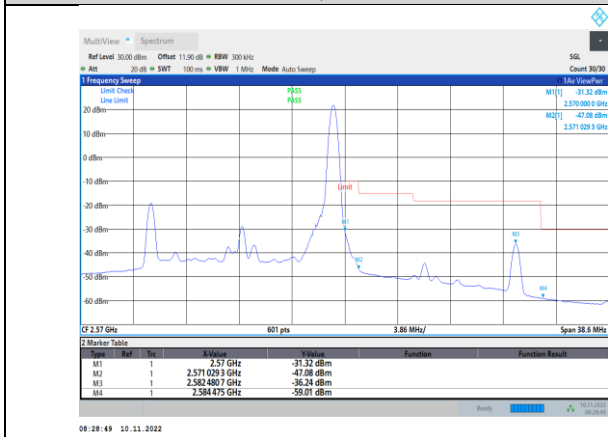 MultiView Spectrum
Ref Level 30.00 dBm Offset 11.90 dB RBW 300 kHz SGL
Att 20 dB SWT 100 ms VBW 1 MHz Mode Auto Sweep Count 30/30
1 Frequency Sweep 1Av ViewPwr
Limit Check PASS M1[1] -31.32 dBm
Line Limit PASS 2.570 000 0 GHz
20 dBm M2[1] -47.08 dBm
2.571 029 3 GHz
10 dBm
0 dBm
-10 dBm
Limit
-20 dBm
-30 dBm
M1
M3
-40 dBm
M2
-50 dBm
M4
-60 dBm
CF 2.57 GHz 601 pts 3.86 MHz/ Span 38.6 MHz
2 Marker Table
Type Ref Trc X-Value Y-Value Function Function Result
M1 1 2.57 GHz -31.32 dBm
M2 1 2.571 029 3 GHz -47.08 dBm
M3 1 2.582 480 7 GHz -36.24 dBm
M4 1 2.584 475 GHz -59.01 dBm
Ready 10.11.2022
08:28:49
08:28:49 10.11.2022